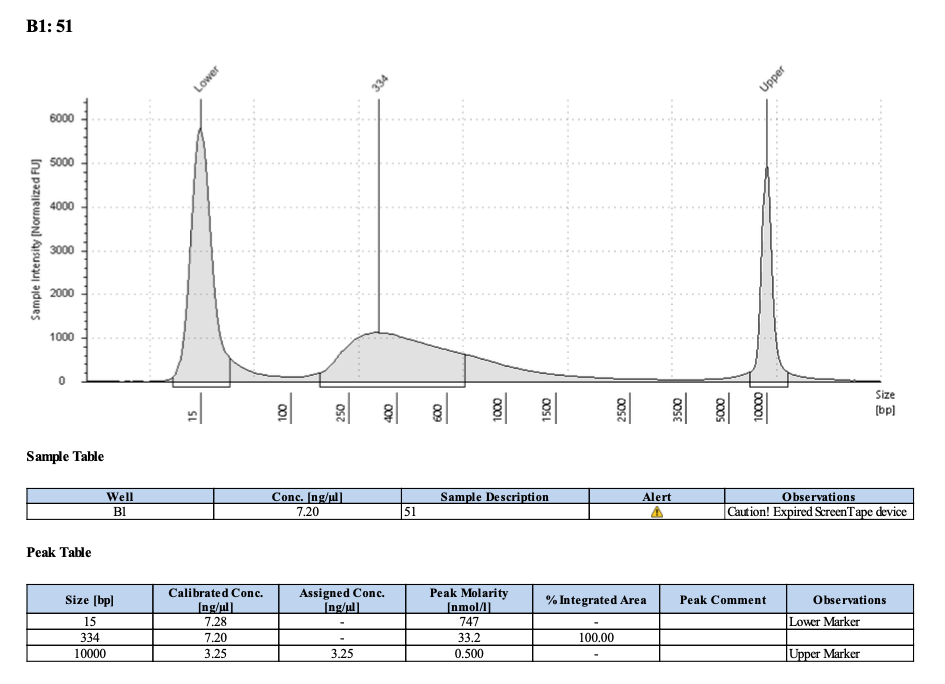 B1: 51
Lower
334
Upper
Sample Intensity [Normalized FU]
6000
5000
4000
3000
2000
1000
0
15
100
250
400
600
1000
1500
2500
3500
5000
10000
Size
[bp]
Sample Table
Well Conc. [ng/µl] Sample Description Alert Observations
B1 7.20 51 Caution! Expired ScreenTape device
Peak Table
Size [bp] Calibrated Conc. [ng/µl] Assigned Conc. [ng/µl] Peak Molarity [nmol/l] % Integrated Area Peak Comment Observations
15 7.28 - 747 - Lower Marker
334 7.20 - 33.2 100.00
10000 3.25 3.25 0.500 - Upper Marker